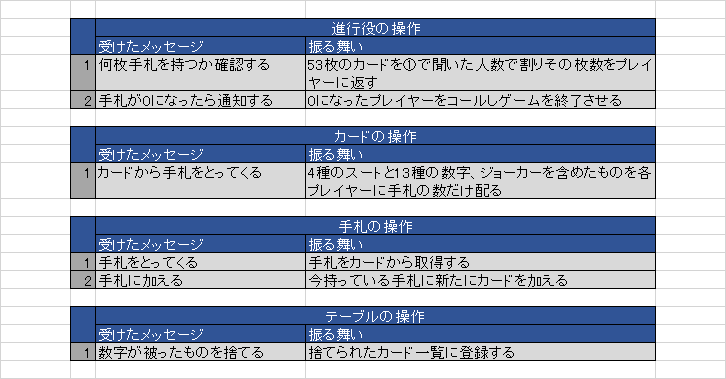 進行役の操作
受けたメッセージ 振る舞い
1 何枚手札を持つか確認する 53枚のカードを①で聞いた人数で割りその枚数をプレイ
ヤーに返す
2 手札が0になったら通知する 0になったプレイヤーをコールしゲームを終了させる
カードの操作
受けたメッセージ 振る舞い
1 カードから手札をとってくる 4種のスートと13種の数字、ジョーカーを含めたものを各
プレイヤーに手札の数だけ配る
手札の操作
受けたメッセージ 振る舞い
1 手札をとってくる 手札をカードから取得する
2 手札に加える 今持っている手札に新たにカードを加える
テーブルの操作
受けたメッセージ 振る舞い
1 数字が被ったものを捨てる 捨てられたカード一覧に登録する